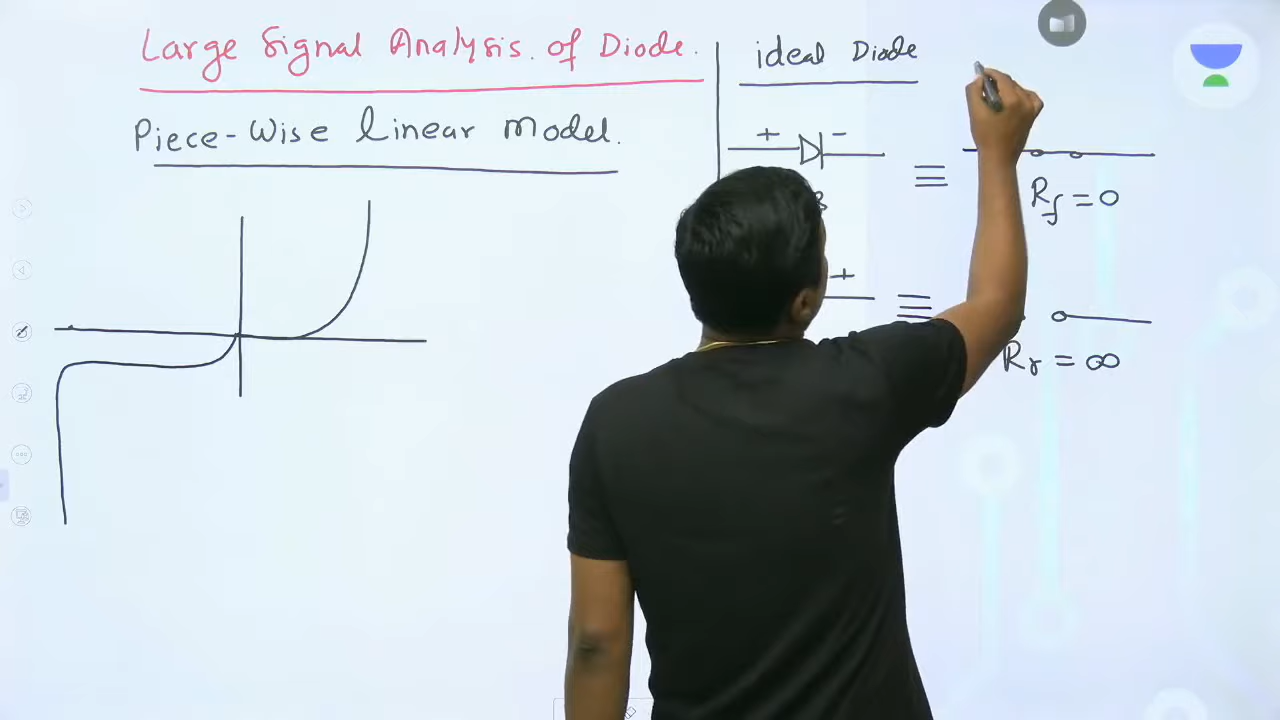 Large Signal Analysis of Diode.
Piece-Wise linear Model.
ideal Diode
+ -
≡
R_f = 0
+
≡
R_r = ∞